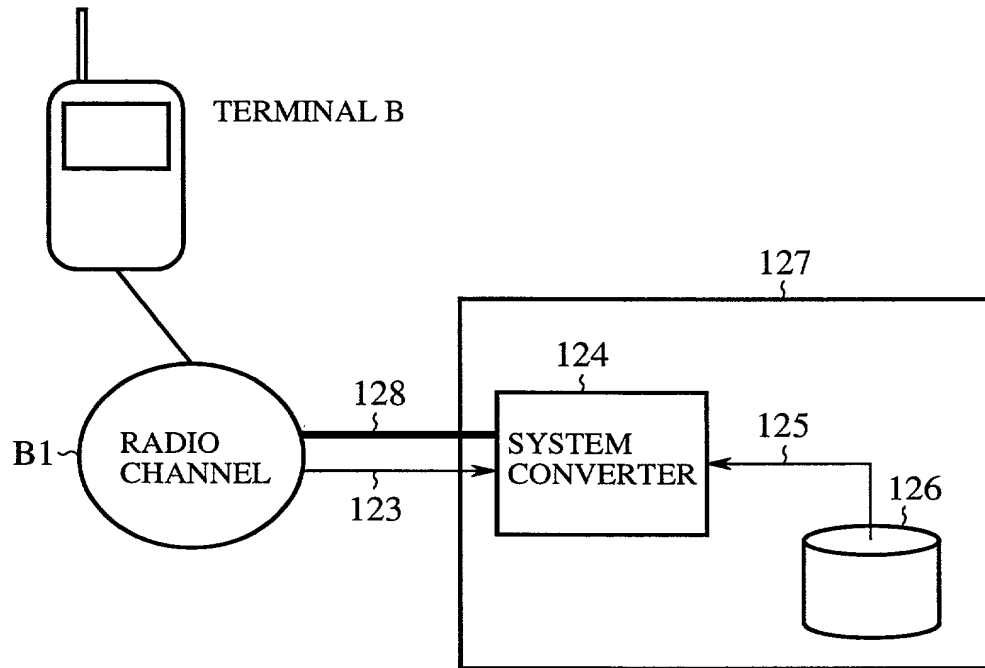 TERMINAL B
127
124
128
B1
RADIO
CHANNEL
SYSTEM
CONVERTER
125
126
123